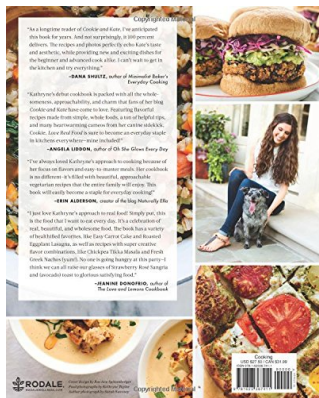 Copyrighted Material
"As a longtime reader of Cookie and Kate, I've anticipated
this book for years. And not surprisingly, it 100 percent
delivers. The recipes and photos perfectly echo Kate's taste
and aesthetic, while providing new and exciting dishes for
the beginner and advanced cook alike. I can't wait to get in
the kitchen and try everything."
—DANA SHULTZ, author of Minimalist Baker's
Everyday Cooking
"Kathryne's debut cookbook is packed with all the whole-
someness, approachability, and charm that fans of her blog
Cookie and Kate have come to love. Featuring flavorful
recipes made from simple, whole foods, a ton of helpful tips,
and many heartwarming cameos from her canine sidekick,
Cookie, Love Real Food is sure to become an everyday staple
in kitchens everywhere—mine included!"
—ANGELA LIDDON, author of Oh She Glows Every Day
"I've always loved Kathryne's approach to cooking because of
her focus on flavors and easy-to-master meals. Her cookbook
is no different—it's filled with beautiful, approachable
vegetarian recipes that the entire family will enjoy. This
book will easily become a staple for everyday cooking!"
—ERIN ALDERSON, creator of the blog Naturally Ella
"I just love Kathryne's approach to real food! Simply put, this
is the food that I want to eat every day. It's a celebration of
real, beautiful, and wholesome food. The book has a variety
of healthified favorites, like Easy Carrot Cake and Roasted
Eggplant Lasagna, as well as recipes with super creative
flavor combinations, like Chickpea Tikka Masala and Fresh
Greek Nachos (yum!). No one is going hungry at this party—I
think we can all raise our glasses of Strawberry Rosé Sangria
and (avocado) toast to gloriously satisfying food."
—JEANINE DONOFRIO, author of
The Love and Lemons Cookbook
RODALE
Cooking
Copyrighted Material